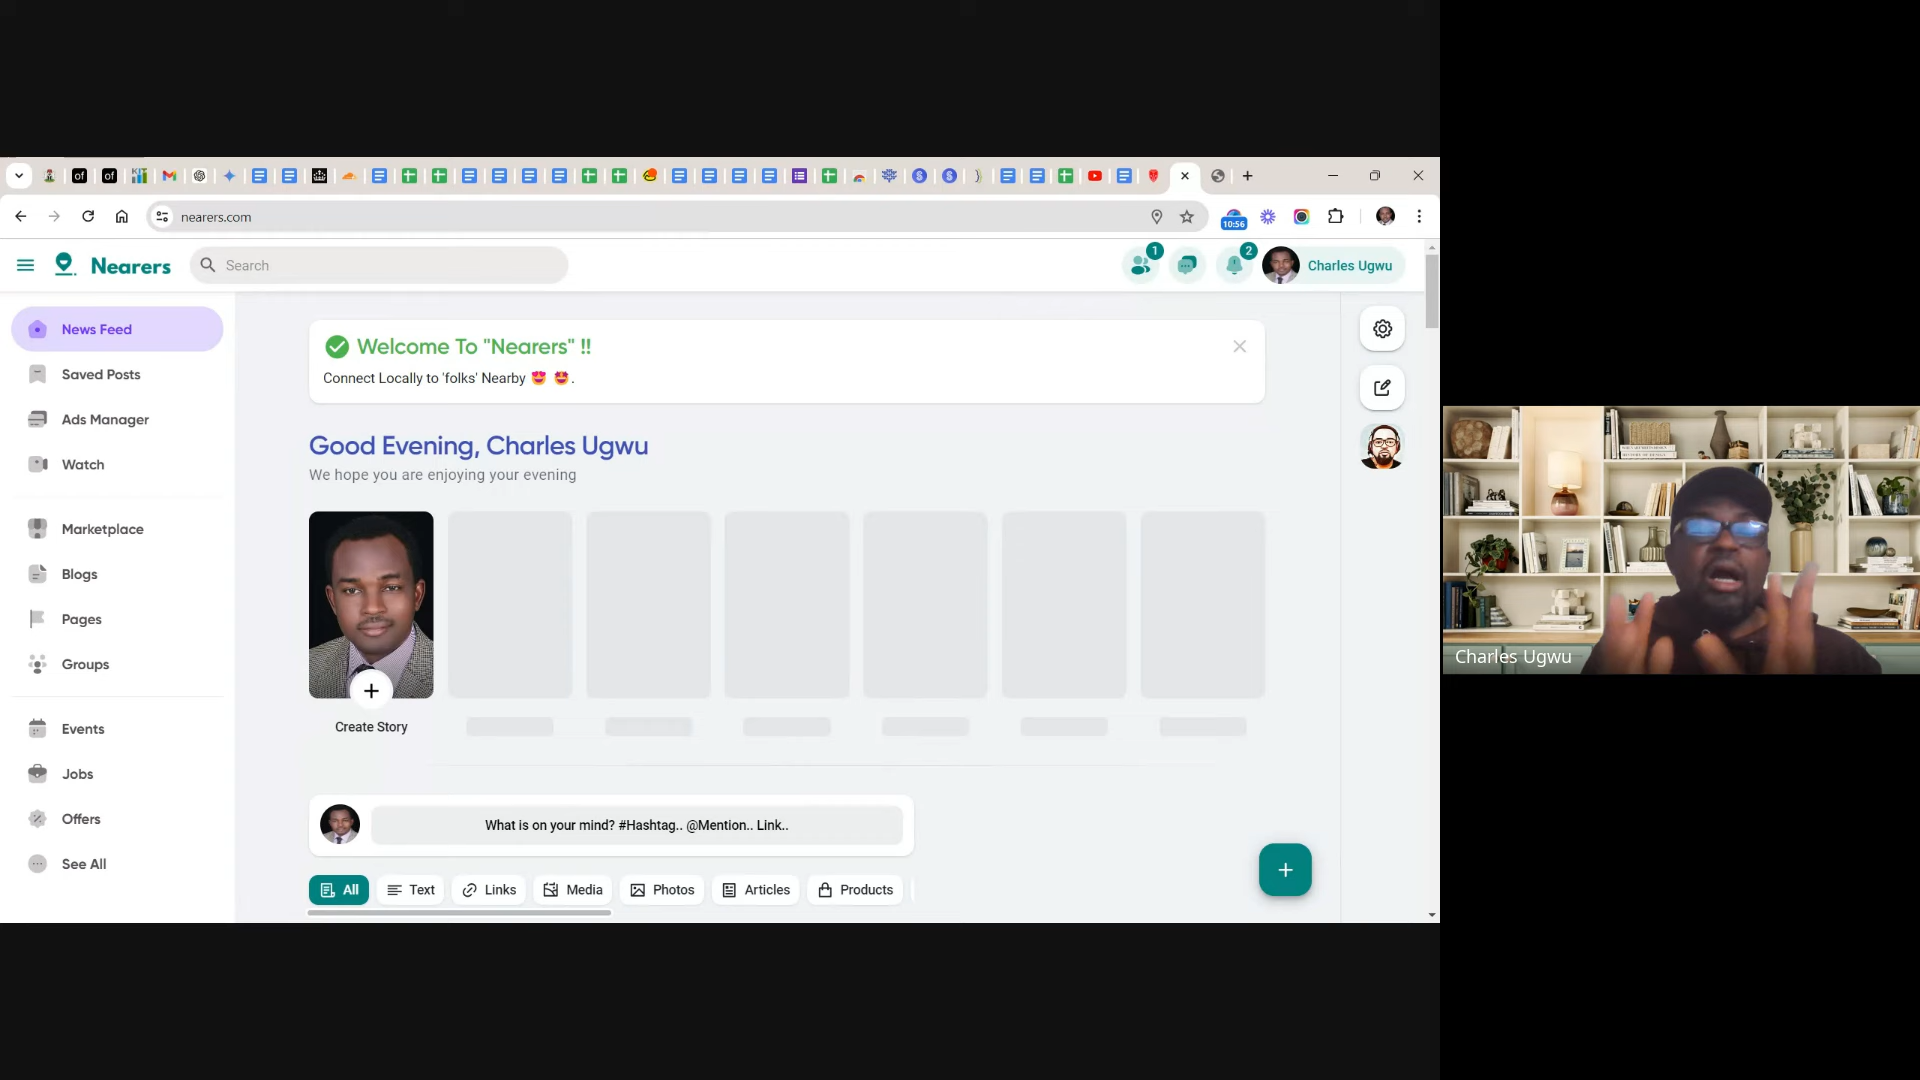 of
of
KIT
nearers.com
10:56
Nearers
Search
1
2
Charles Ugwu
News Feed
Saved Posts
Ads Manager
Watch
Marketplace
Blogs
Pages
Groups
Events
Jobs
Offers
See All
Welcome To "Nearers" !!
Connect Locally to 'folks' Nearby 😍 🤩.
Good Evening, Charles Ugwu
We hope you are enjoying your evening
Create Story
What is on your mind? #Hashtag.. @Mention.. Link..
All Text Links Media Photos Articles Products
Charles Ugwu